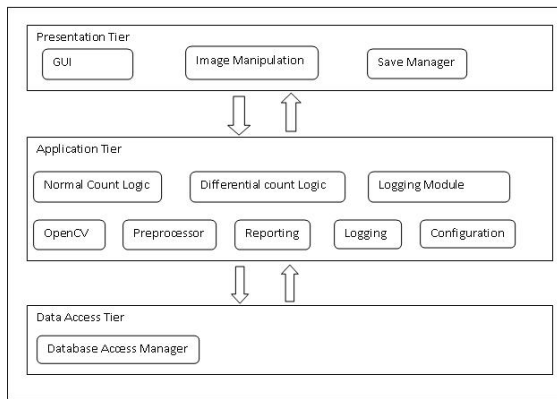 Presentation Tier
GUI
Image Manipulation
Save Manager
Application Tier
Normal Count Logic
Differential count Logic
Logging Module
OpenCV
Preprocessor
Reporting
Logging
Configuration
Data Access Tier
Database Access Manager